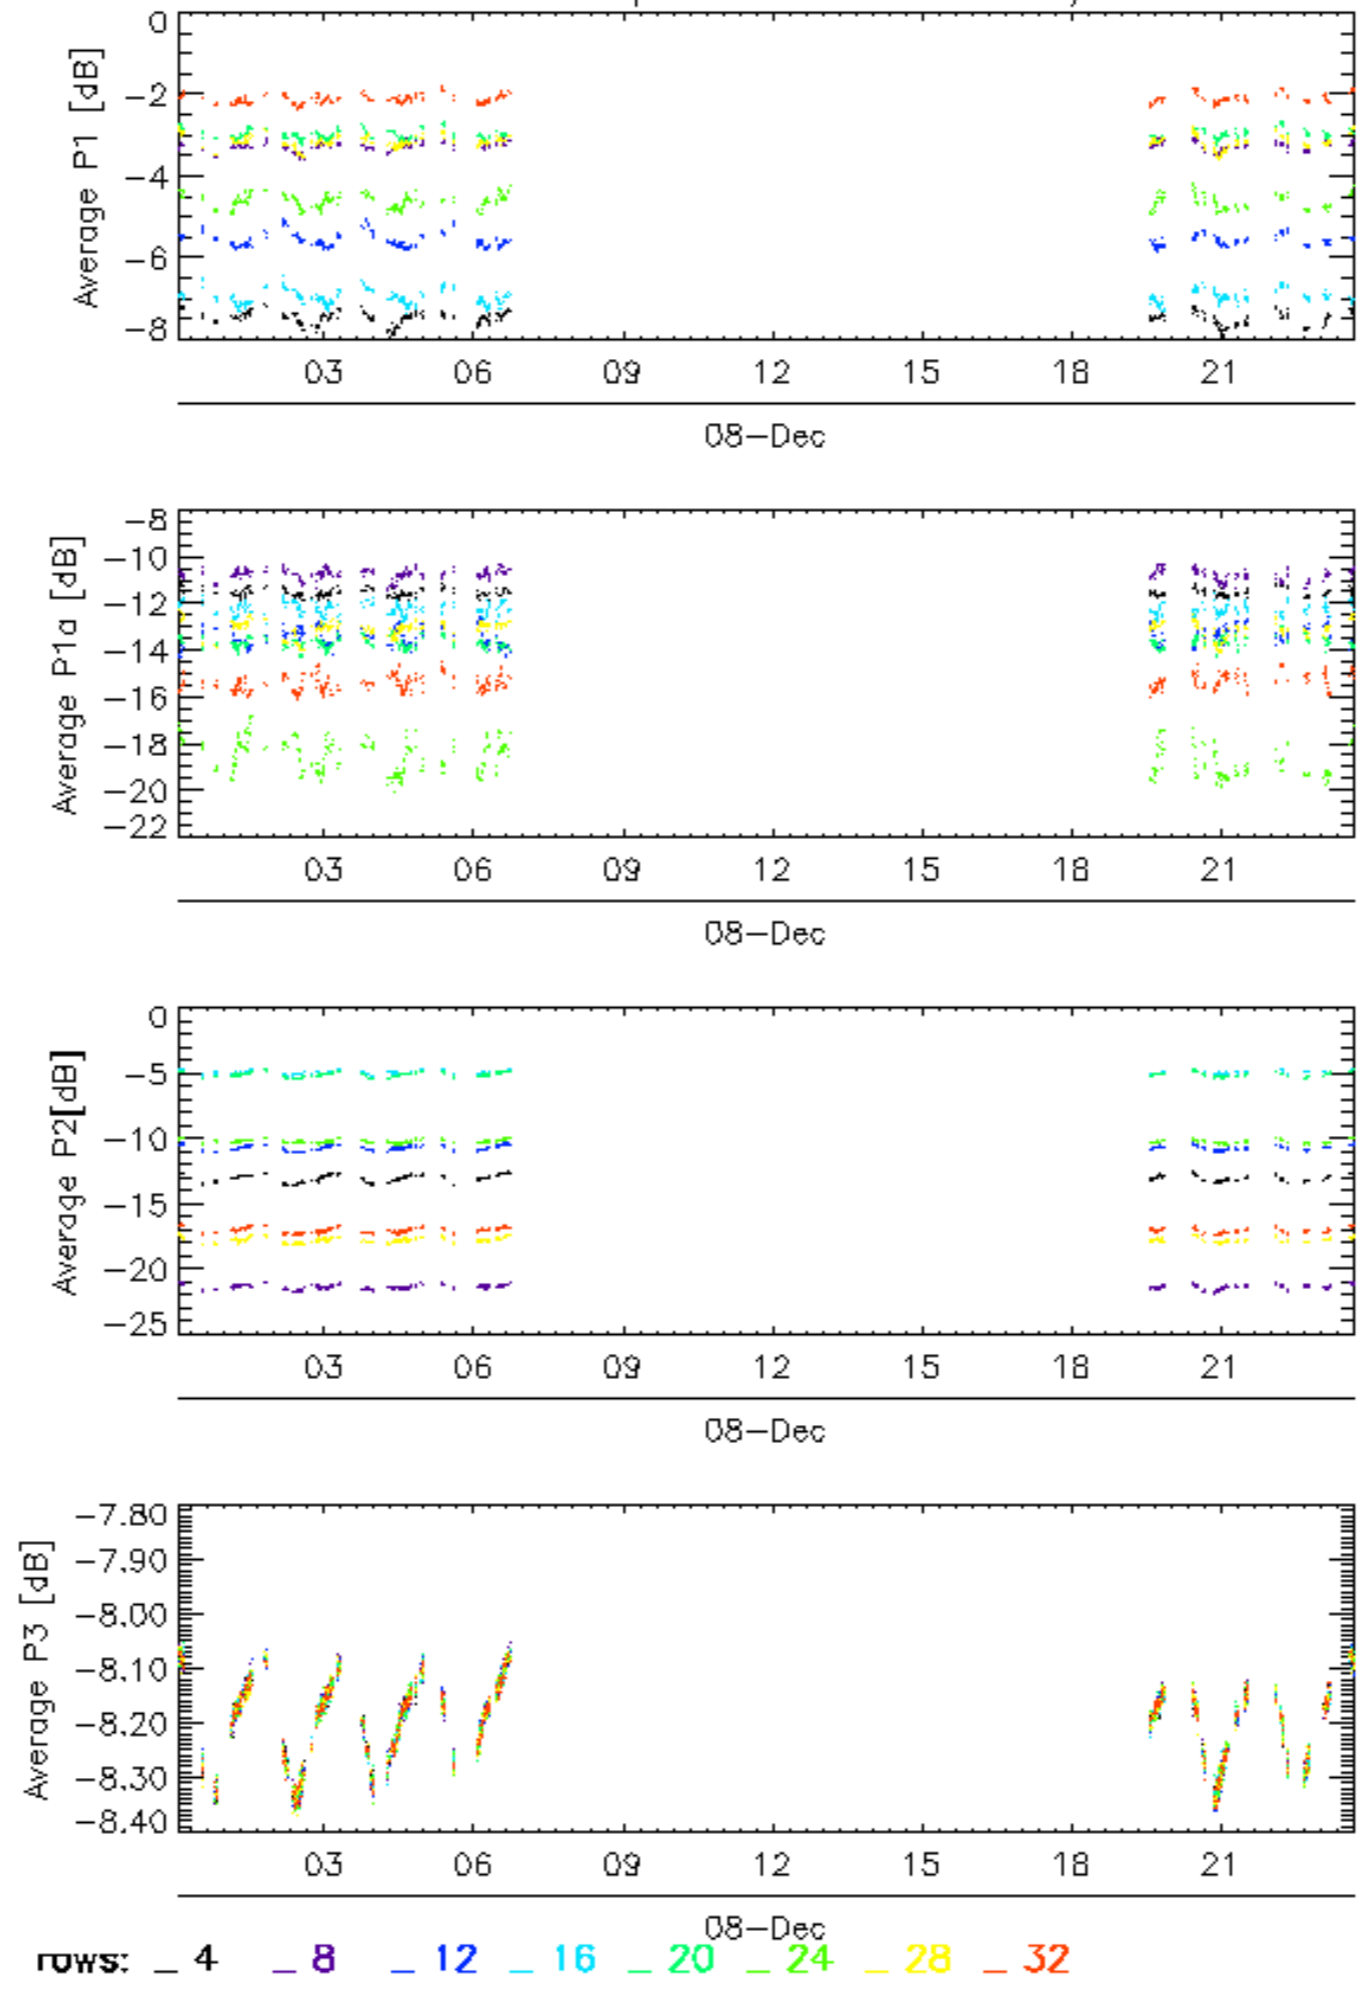 0
−2
−4
−6
−8
Average P1 [dB]
03 06 09 12 15 18 21
08−Dec
−8
−10
−12
−14
−16
−18
−20
−22
Average P1a [dB]
03 06 09 12 15 18 21
08−Dec
0
−5
−10
−15
−20
−25
Average P2[dB]
03 06 09 12 15 18 21
08−Dec
−7.80
−7.90
−8.00
−8.10
−8.20
−8.30
−8.40
Average P3 [dB]
03 06 09 12 15 18 21
08−Dec
rows: _ 4 _ 8 _ 12 _ 16 _ 20 _ 24 _ 28 _ 32